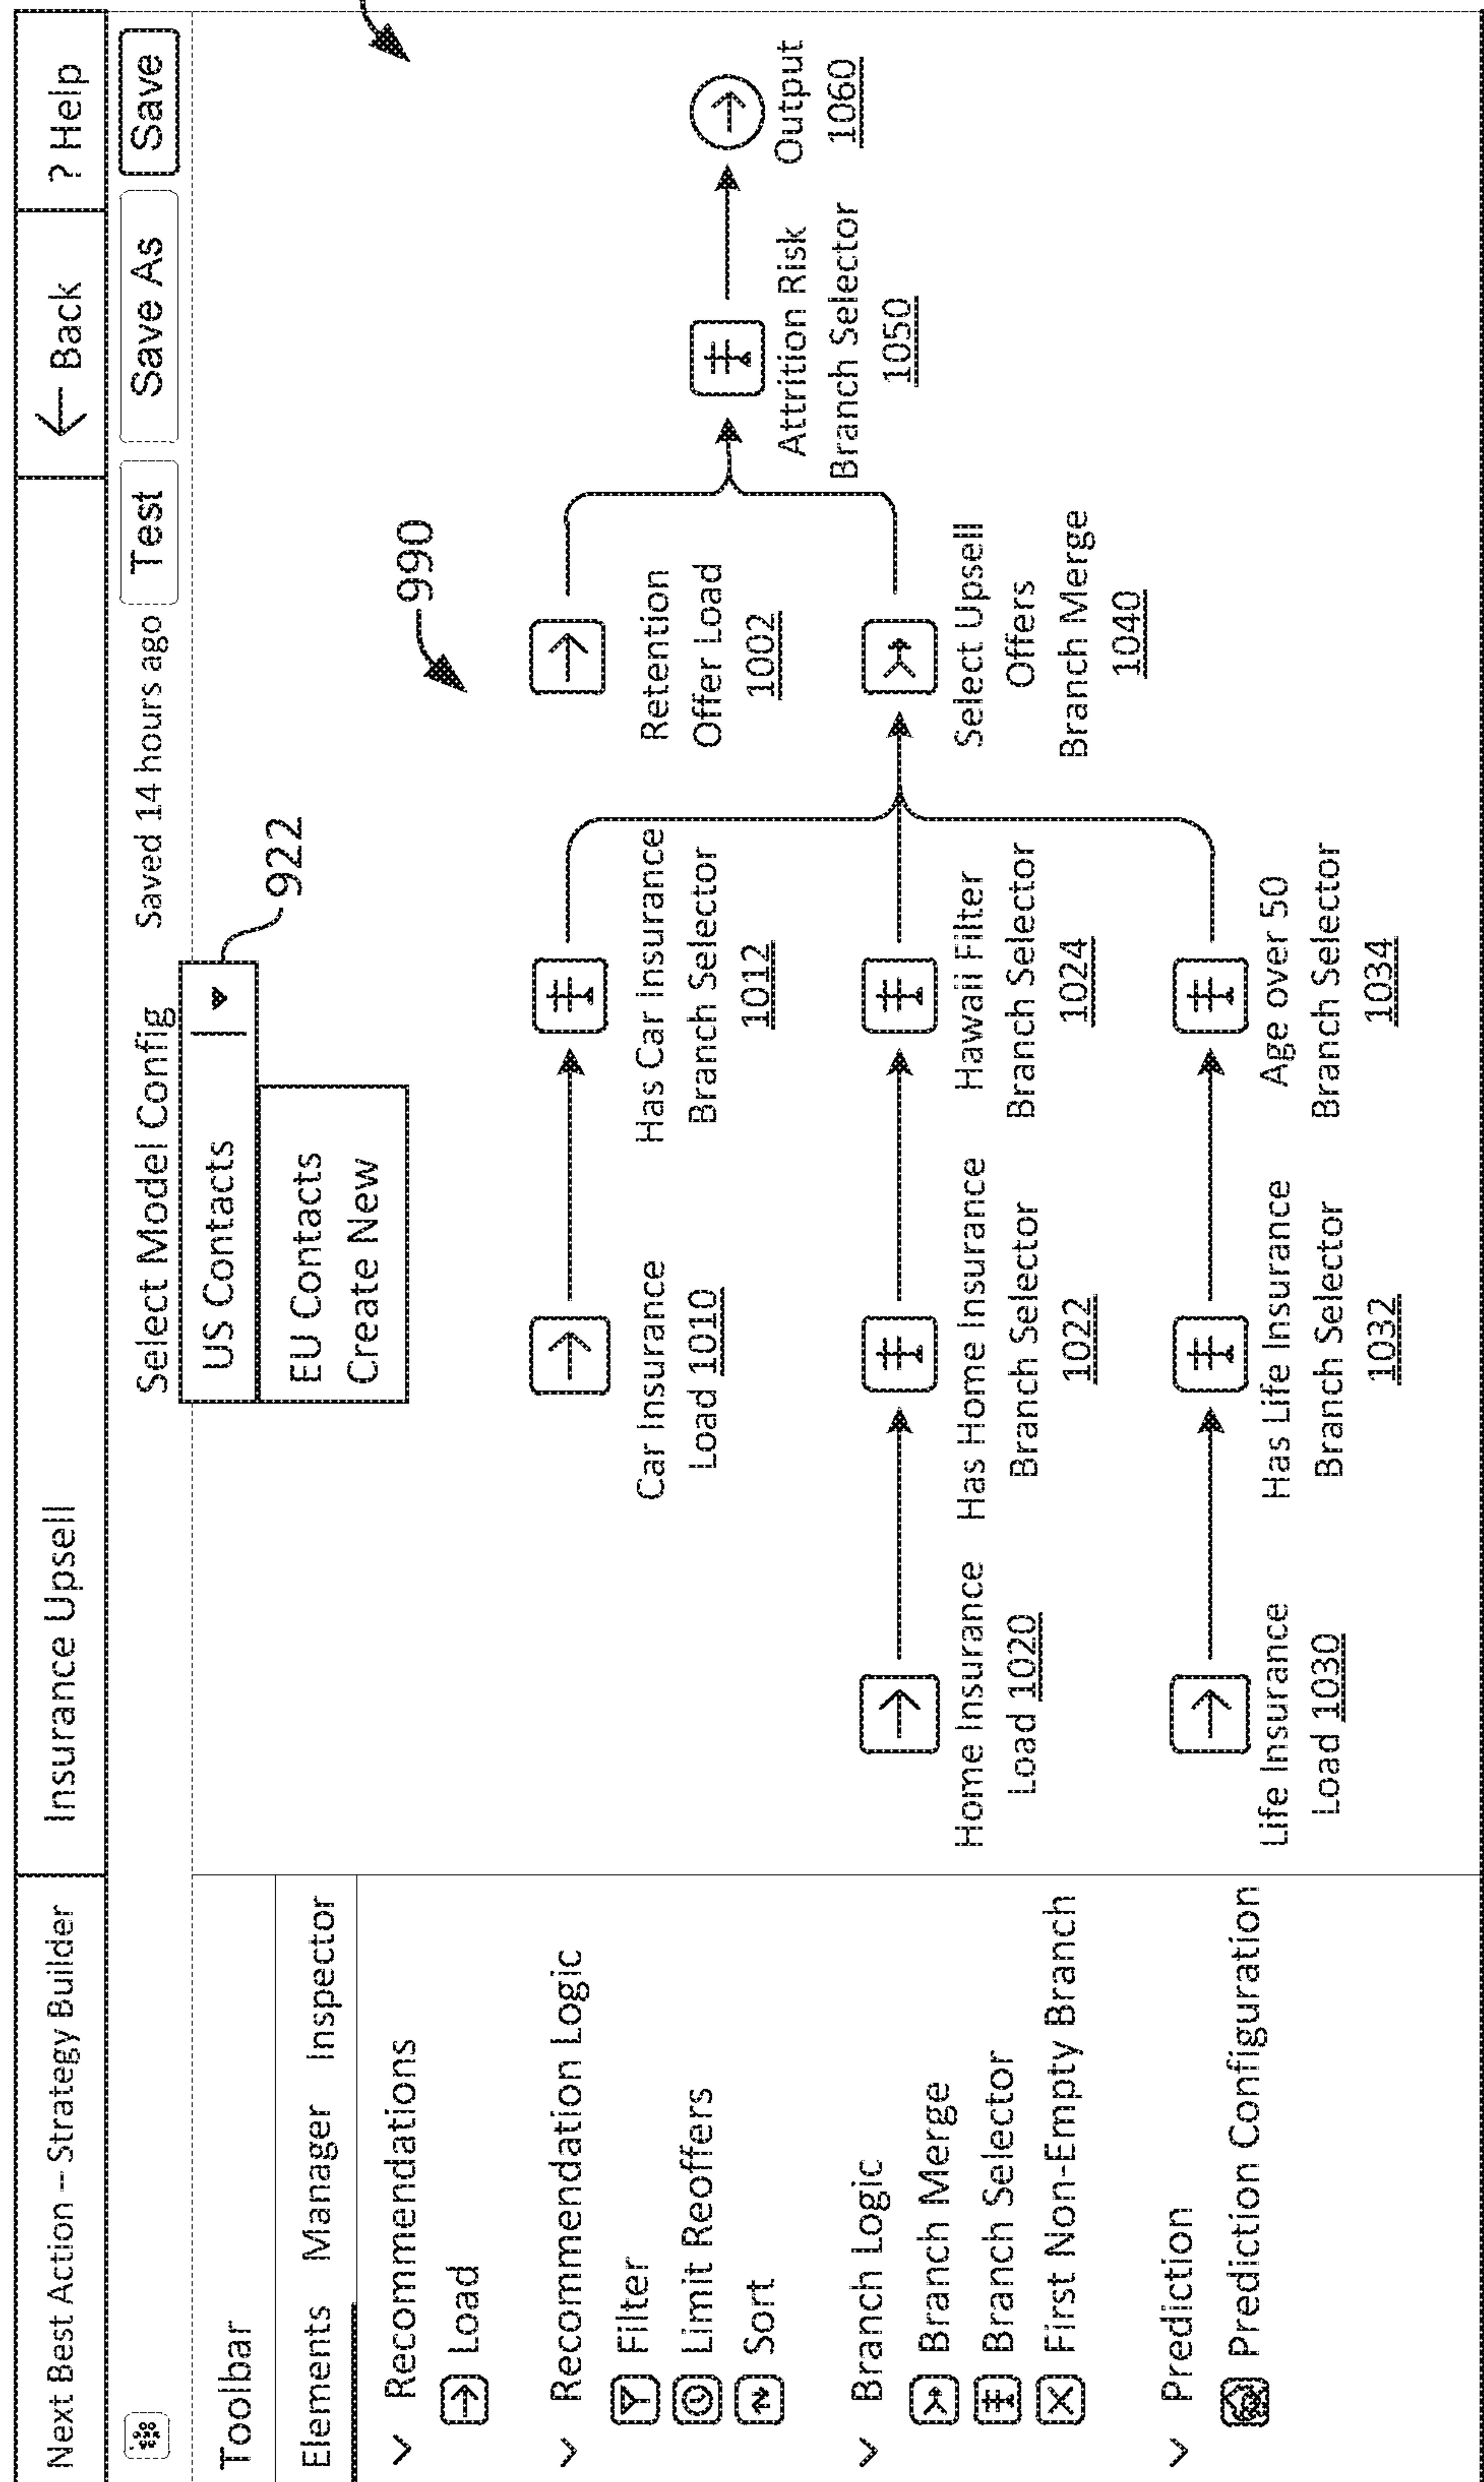 Next Best Action -- Strategy Builder
Insurance Upsell
← Back
? Help
Select Model Config
Saved 14 hours ago
Test
Save As
Save
US Contacts
EU Contacts
Create New
922
990
Toolbar
Elements Manager Inspector
Recommendations
Load
Recommendation Logic
Filter
Limit Reoffers
Sort
Branch Logic
Branch Merge
Branch Selector
First Non-Empty Branch
Prediction
Prediction Configuration
Car Insurance
Load 1010
Has Car Insurance
Branch Selector
1012
Retention
Offer Load
1002
Attrition Risk
Branch Selector
1050
Output
1060
Home Insurance
Load 1020
Has Home Insurance
Branch Selector
1022
Hawaii Filter
Branch Selector
1024
Select Upsell
Offers
Branch Merge
1040
Life Insurance
Load 1030
Has Life Insurance
Branch Selector
1032
Age over 50
Branch Selector
1034